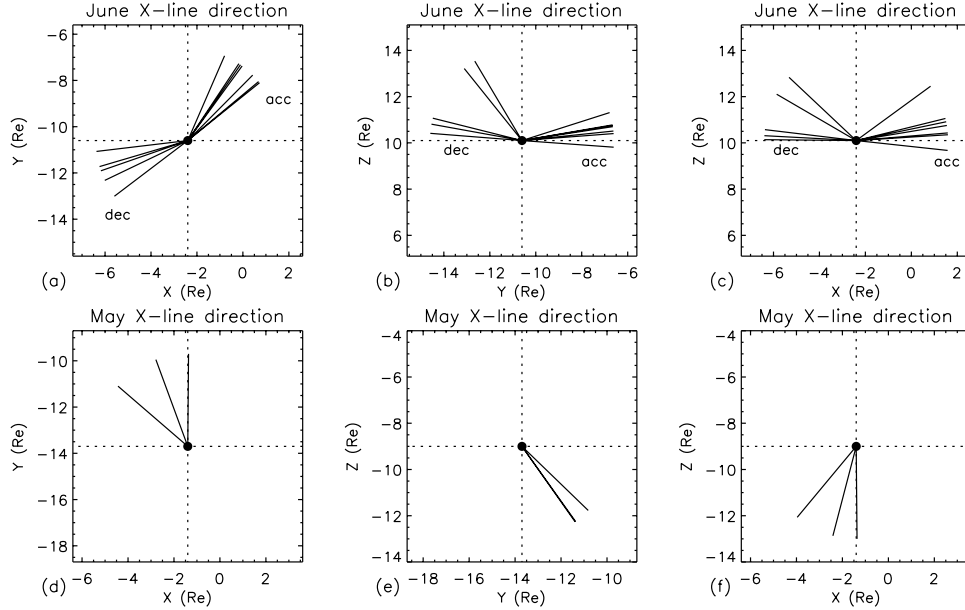 June X-line direction
June X-line direction
June X-line direction
-6
-8
-10
-12
-14
Y (Re)
acc
dec
-6 -4 -2 0 2
(a)
X (Re)
14
12
10
8
6
Z (Re)
dec
acc
-14 -12 -10 -8 -6
(b)
Y (Re)
14
12
10
8
6
Z (Re)
dec
acc
-6 -4 -2 0 2
(c)
X (Re)
May X-line direction
May X-line direction
May X-line direction
-10
-12
-14
-16
-18
Y (Re)
-6 -4 -2 0 2
(d)
X (Re)
-4
-6
-8
-10
-12
-14
Z (Re)
-18 -16 -14 -12 -10
(e)
Y (Re)
-4
-6
-8
-10
-12
-14
Z (Re)
-6 -4 -2 0 2
(f)
X (Re)